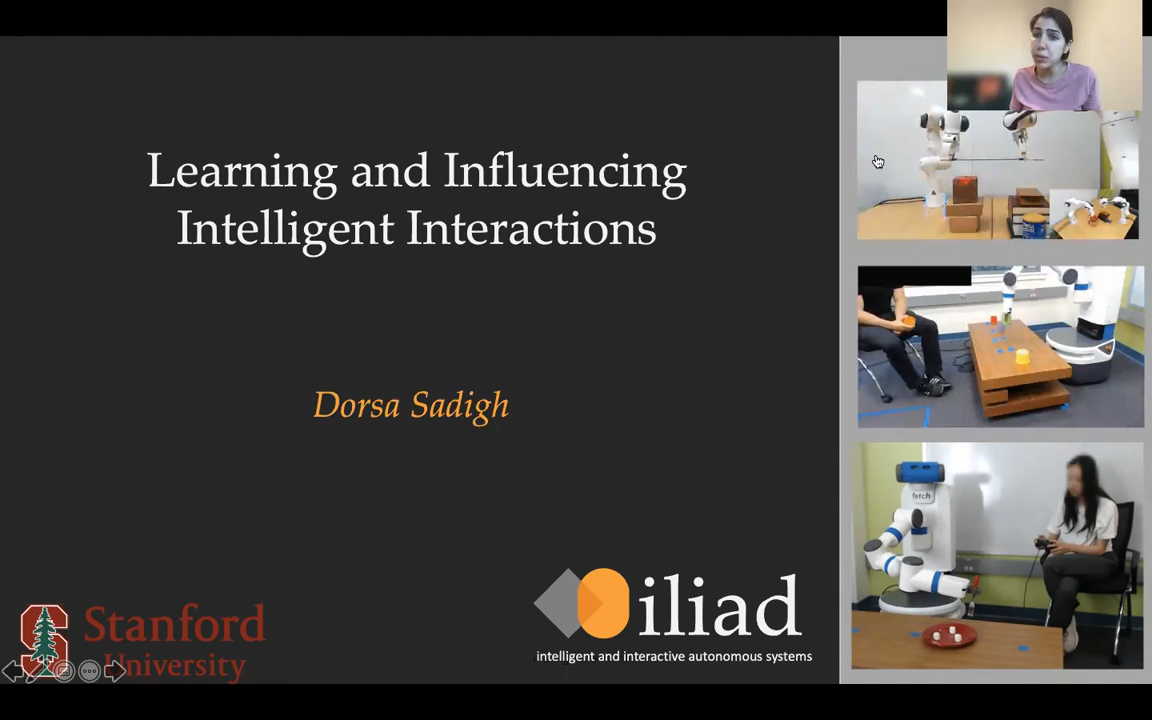 Learning and Influencing
Intelligent Interactions
Dorsa Sadigh
Stanford
University
iliad
intelligent and interactive autonomous systems
fetch